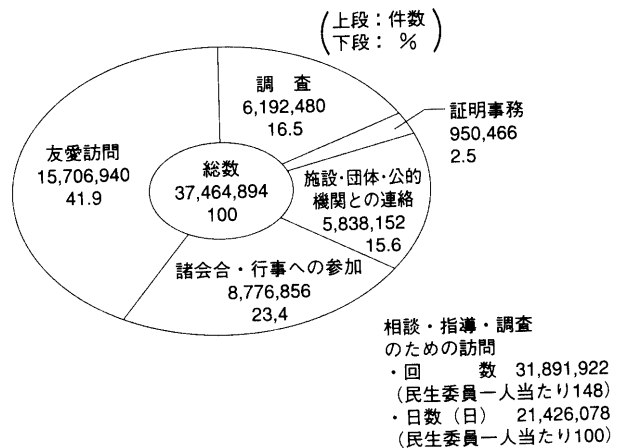 (上段：件数
下段： %)
調 査
6,192,480
16.5
証明事務
950,466
2.5
施設・団体・公的
機関との連絡
5,838,152
15.6
諸会合・行事への参加
8,776,856
23,4
友愛訪問
15,706,940
41.9
総数
37,464,894
100
相談・指導・調査
のための訪問
・回 数 31,891,922
(民生委員一人当たり148)
・日数(日) 21,426,078
(民生委員一人当たり100)